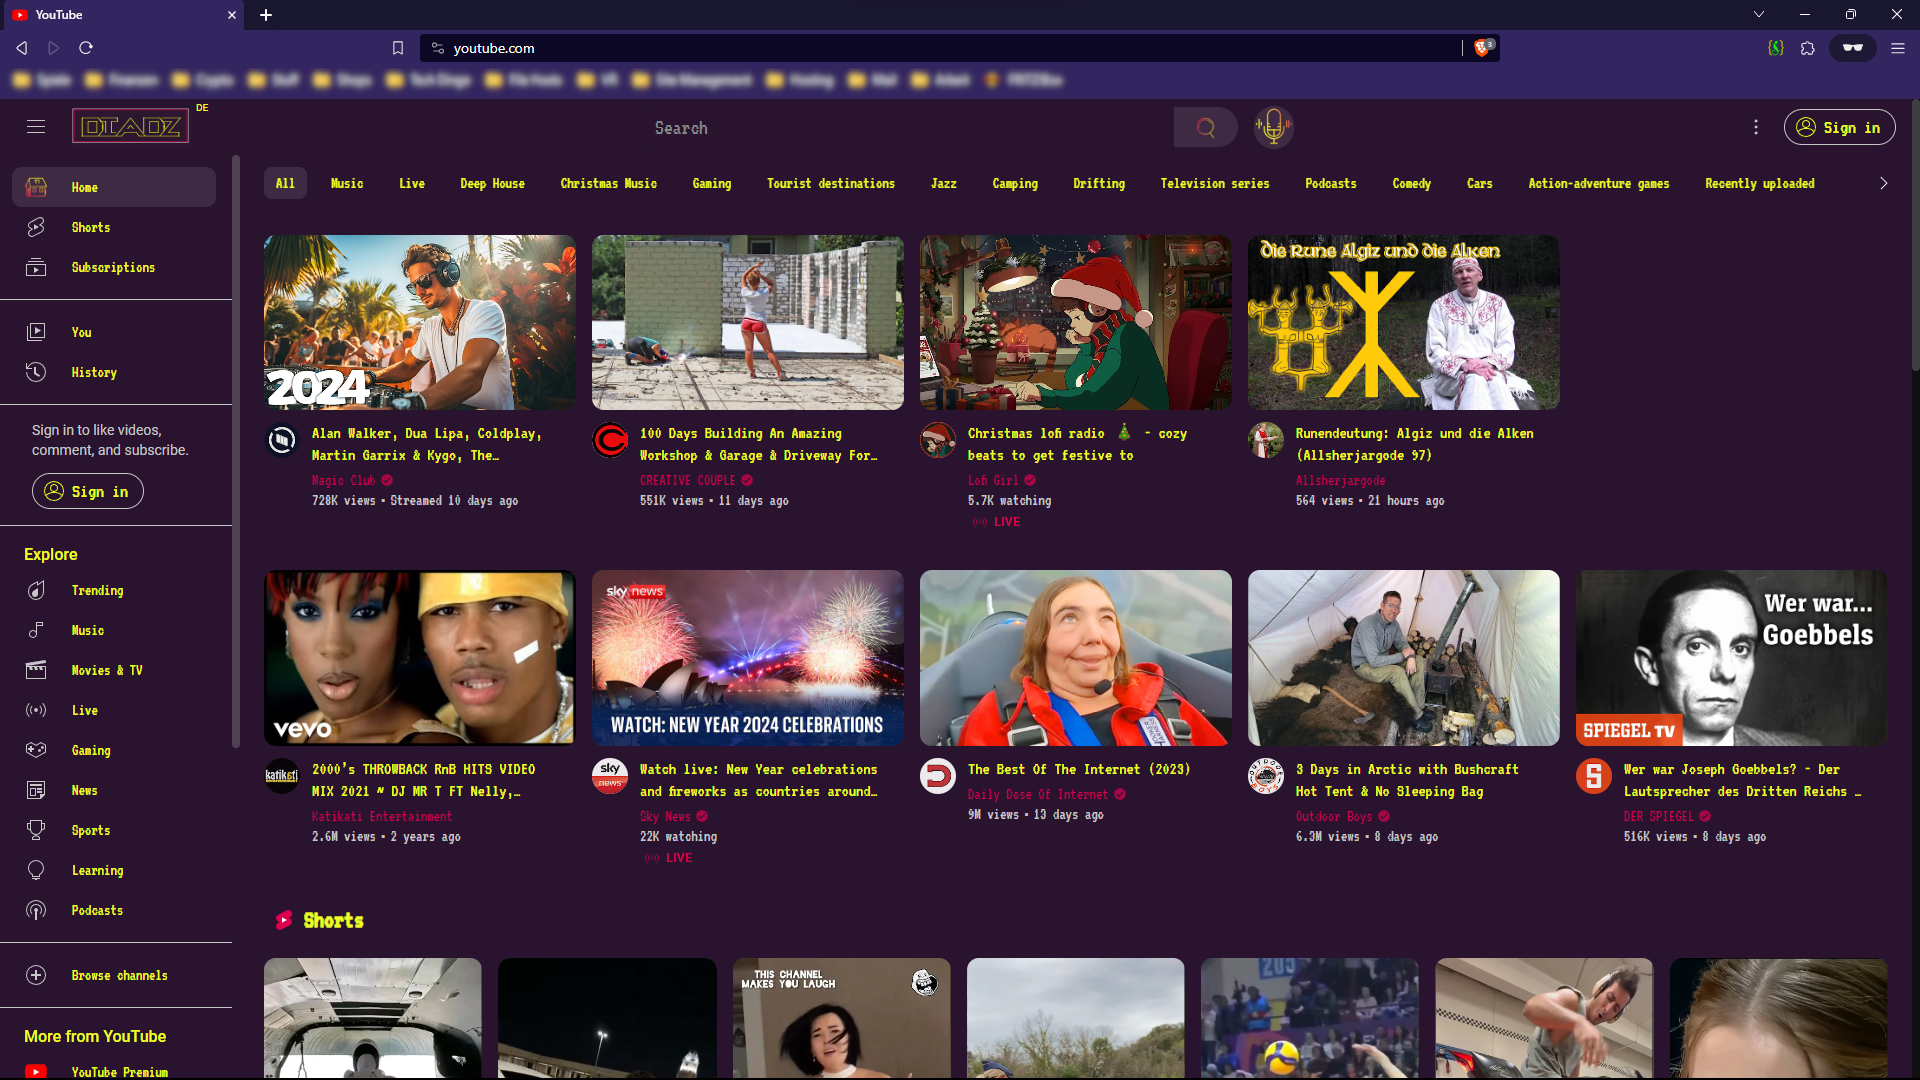 YouTube
youtube.com
3
DIADZ
DE
Search
Sign in
Home
Shorts
Subscriptions
You
History
Sign in to like videos,
comment, and subscribe.
Sign in
Explore
Trending
Music
Movies & TV
Live
Gaming
News
Sports
Learning
Podcasts
Browse channels
More from YouTube
YouTube Premium
All Music Live Deep House Christmas Music Gaming Tourist destinations Jazz Camping Drifting Television series Podcasts Comedy Cars Action-adventure games Recently uploaded
2024
Alan Walker, Dua Lipa, Coldplay,
Martin Garrix & Kygo, The…
Magic Club
728K views • Streamed 10 days ago
100 Days Building An Amazing
Workshop & Garage & Driveway For…
CREATIVE COUPLE
551K views • 11 days ago
Christmas lofi radio 🎄 - cozy
beats to get festive to
Lofi Girl
5.7K watching
LIVE
Die Rune Algiz und die Alken
Runendeutung: Algiz und die Alken
(Allsherjargode 97)
Allsherjargode
564 views • 21 hours ago
vevo
katikati
2000's THROWBACK RnB HITS VIDEO
MIX 2021 ~ DJ MR T FT Nelly,…
Katikati Entertainment
2.6M views • 2 years ago
sky news
WATCH: NEW YEAR 2024 CELEBRATIONS
sky
news
Watch live: New Year celebrations
and fireworks as countries around…
Sky News
22K watching
LIVE
The Best Of The Internet (2023)
Daily Dose Of Internet
9M views • 13 days ago
OUTDOOR
BOYS
3 Days in Arctic with Bushcraft
Hot Tent & No Sleeping Bag
Outdoor Boys
6.3M views • 8 days ago
Wer war...
Goebbels
SPIEGEL TV
S
Wer war Joseph Goebbels? - Der
Lautsprecher des Dritten Reichs …
DER SPIEGEL
516K views • 8 days ago
Shorts
THIS CHANNEL
MAKES YOU LAUGH
203